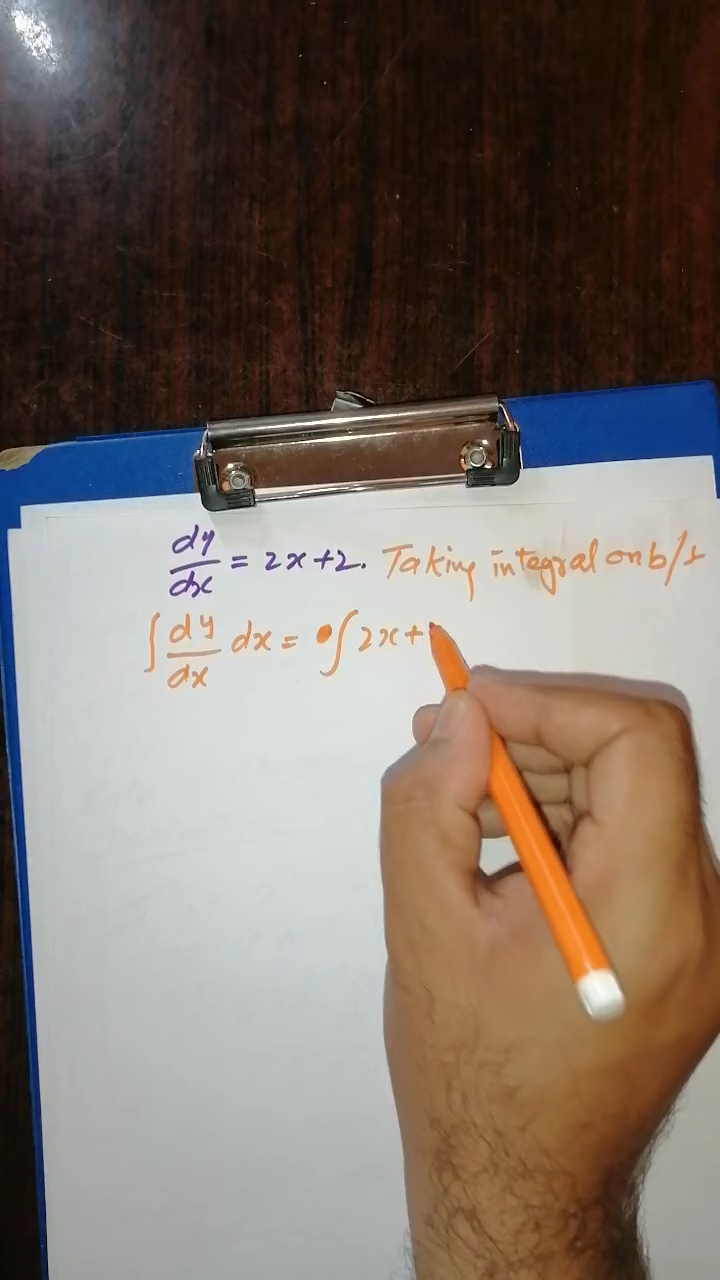 dy/dx = 2x+2. Taking integral on b/s
∫ dy/dx dx = ∫ 2x+